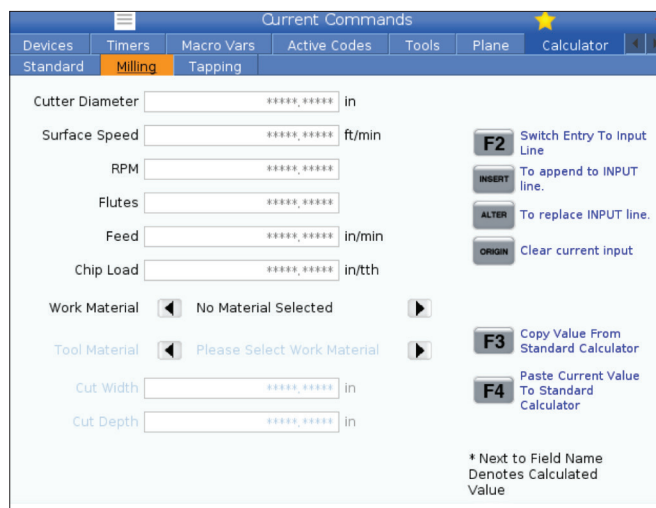 Current Commands
Devices Timers Macro Vars Active Codes Tools Plane Calculator
Standard Milling Tapping
Cutter Diameter *****.***** in
Surface Speed *****.***** ft/min
RPM *****.*****
Flutes *****.*****
Feed *****.***** in/min
Chip Load *****.***** in/tth
Work Material No Material Selected
Tool Material Please Select Work Material
Cut Width *****.***** in
Cut Depth *****.***** in
F2 Switch Entry To Input
Line
INSERT To append to INPUT
line.
ALTER To replace INPUT line.
ORIGIN Clear current input
F3 Copy Value From
Standard Calculator
F4 Paste Current Value
To Standard
Calculator
* Next to Field Name
Denotes Calculated
Value